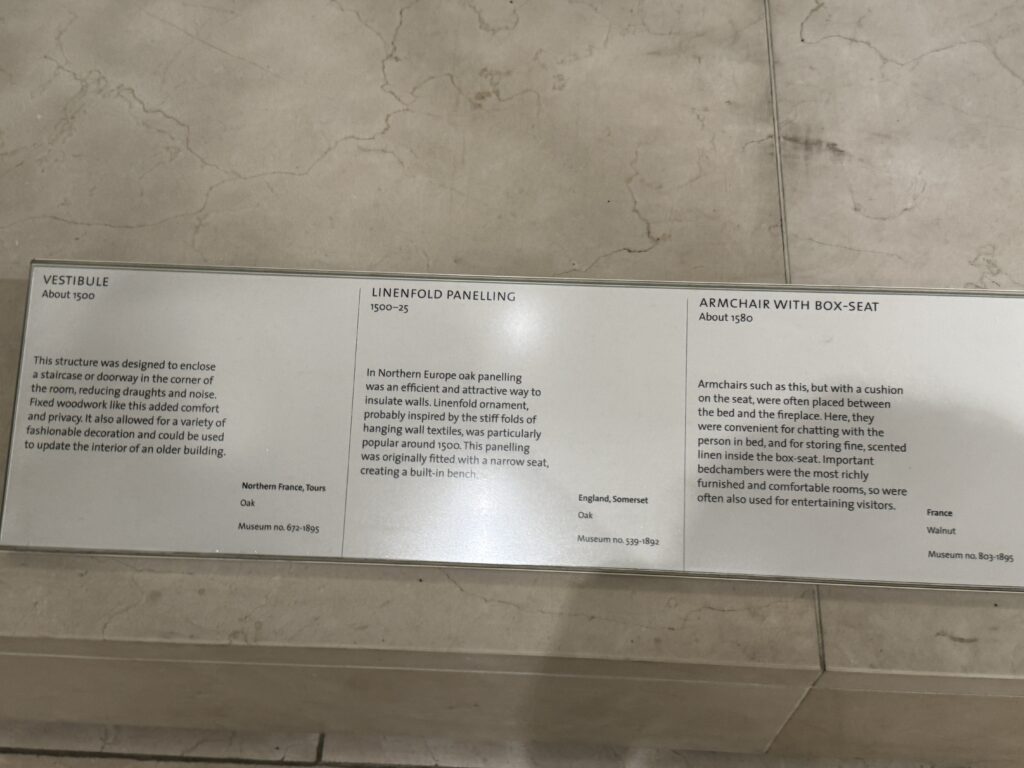 VESTIBULE
About 1500
This structure was designed to enclose
a staircase or doorway in the corner of
the room, reducing draughts and noise.
Fixed woodwork like this added comfort
and privacy. It also allowed for a variety of
fashionable decoration and could be used
to update the interior of an older building.
Northern France, Tours
Oak
Museum no. 672-1895
LINENFOLD PANELLING
1500–25
In Northern Europe oak panelling
was an efficient and attractive way to
insulate walls. Linenfold ornament,
probably inspired by the stiff folds of
hanging wall textiles, was particularly
popular around 1500. This panelling
was originally fitted with a narrow seat,
creating a built-in bench.
England, Somerset
Oak
Museum no. 539-1892
ARMCHAIR WITH BOX-SEAT
About 1580
Armchairs such as this, but with a cushion
on the seat, were often placed between
the bed and the fireplace. Here, they
were convenient for chatting with the
person in bed, and for storing fine, scented
linen inside the box-seat. Important
bedchambers were the most richly
furnished and comfortable rooms, so were
often also used for entertaining visitors.
France
Walnut
Museum no. 803-1895